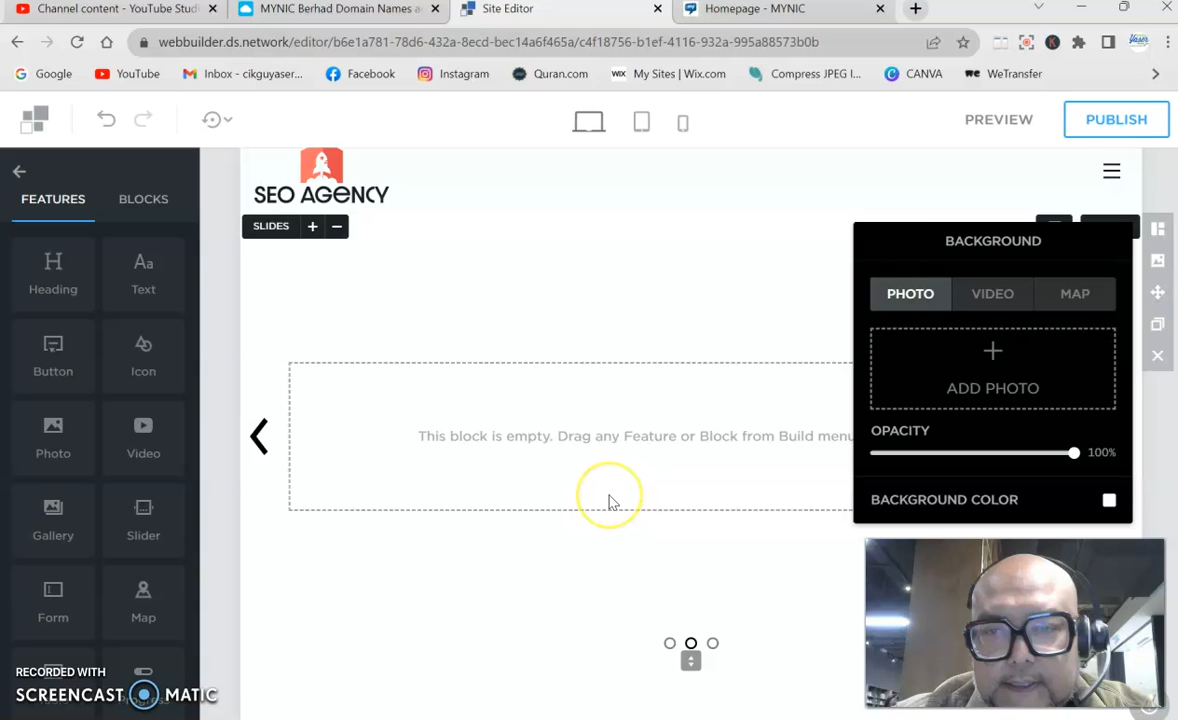 Channel content - YouTube Stud
MYNIC Berhad Domain Names a
Site Editor
Homepage - MYNIC
webbuilder.ds.network/editor/b6e1a781-78d6-432a-8ecd-bec14a6f465a/c4f18756-b1ef-4116-932a-995a88573b0b
Google
YouTube
Inbox - cikguyaser...
Facebook
Instagram
Quran.com
WIX My Sites | Wix.com
Compress JPEG I...
CANVA
we WeTransfer
PREVIEW
PUBLISH
FEATURES
BLOCKS
SEO AGENCY
SLIDES + −
BACKGROUND
PHOTO
VIDEO
MAP
ADD PHOTO
OPACITY
100%
BACKGROUND COLOR
This block is empty. Drag any Feature or Block from Build menu
Heading
Aa
Text
Button
Icon
Photo
Video
Gallery
Slider
Form
Map
RECORDED WITH
SCREENCAST MATIC